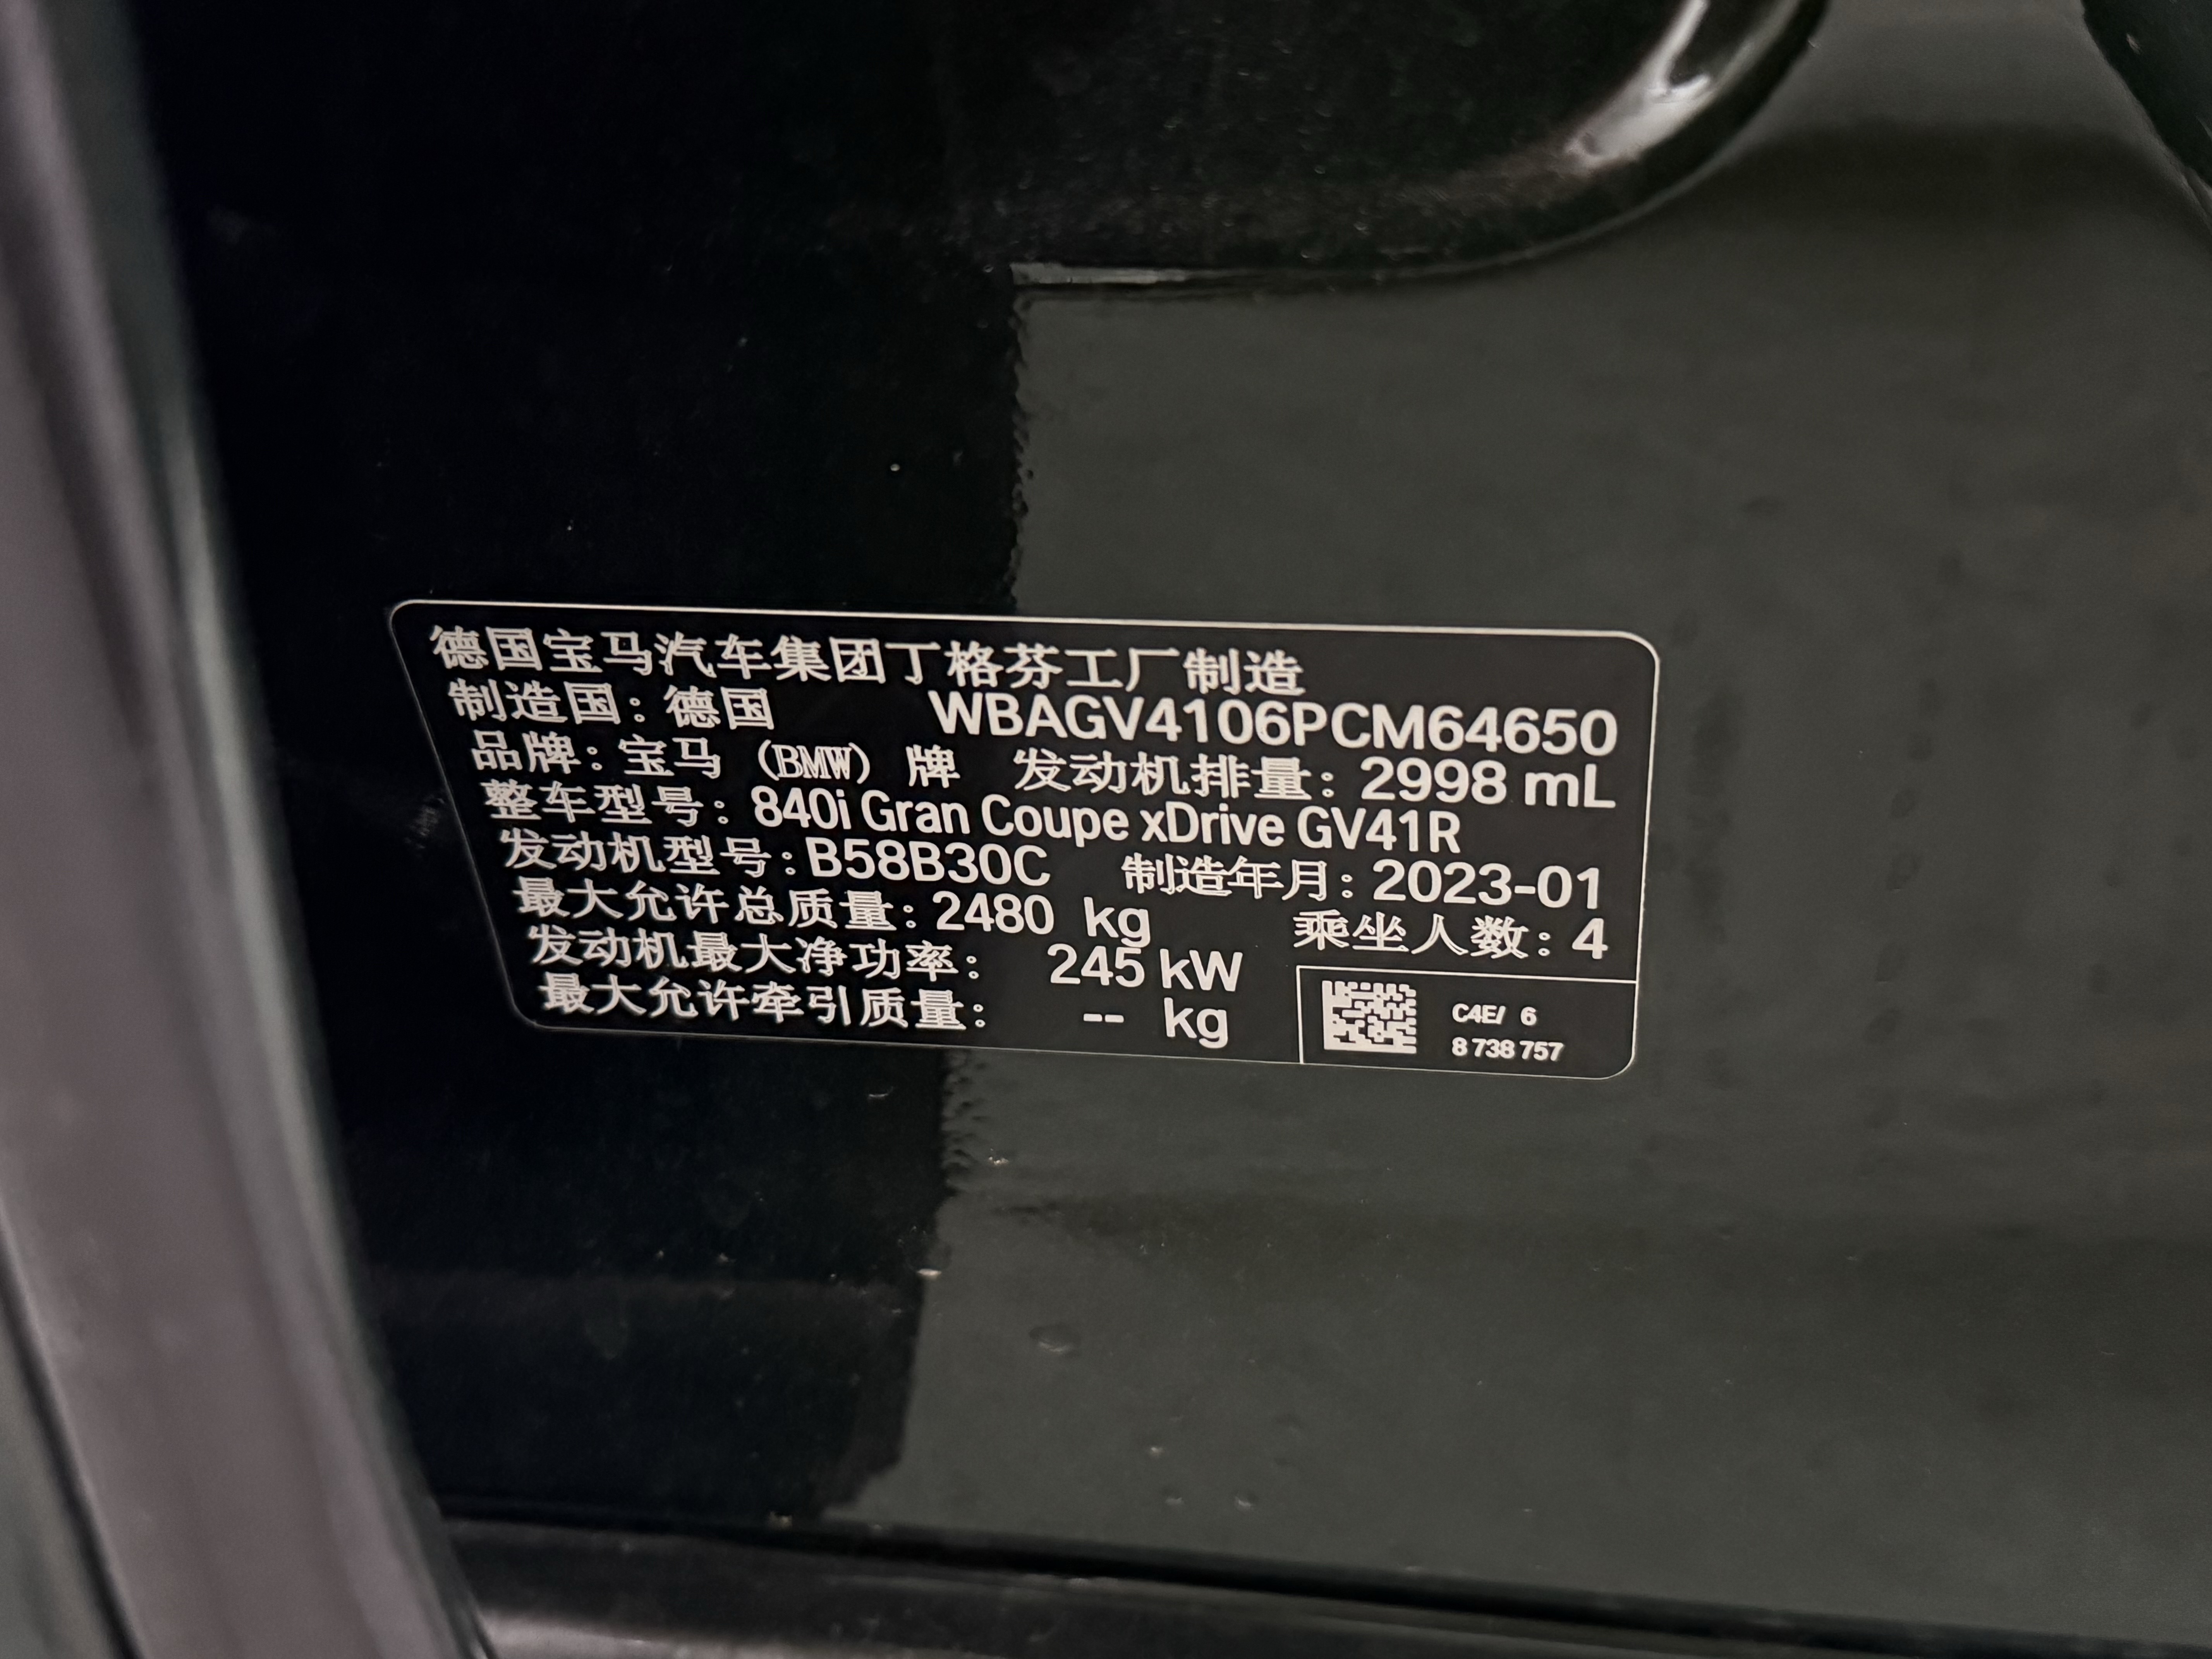 德国宝马汽车集团丁格芬工厂制造
制造国：德国 WBAGV4106PCM64650
品牌：宝马（BMW）牌 发动机排量：2998 mL
整车型号：840i Gran Coupe xDrive GV41R
发动机型号：B58B30C 制造年月：2023-01
最大允许总质量：2480 kg 乘坐人数：4
发动机最大净功率： 245 kW
最大允许牵引质量： -- kg
C4E/ 6
8 738 757